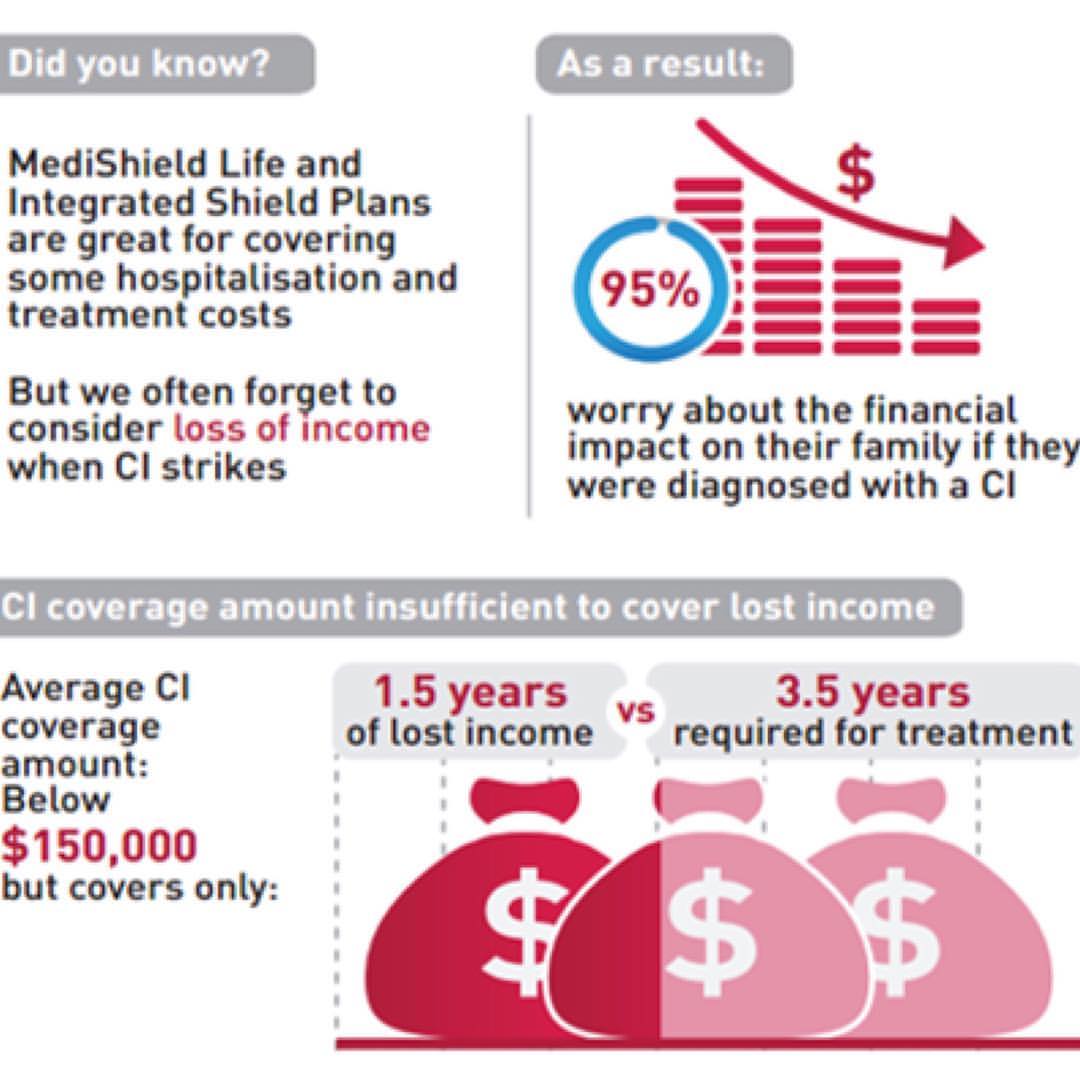 Did you know?
MediShield Life and
Integrated Shield Plans
are great for covering
some hospitalisation and
treatment costs
But we often forget to
consider loss of income
when CI strikes
As a result:
$
95%
worry about the financial
impact on their family if they
were diagnosed with a CI
CI coverage amount insufficient to cover lost income
Average CI
coverage
amount:
Below
$150,000
but covers only:
1.5 years
of lost income
vs
3.5 years
required for treatment
$
$
$